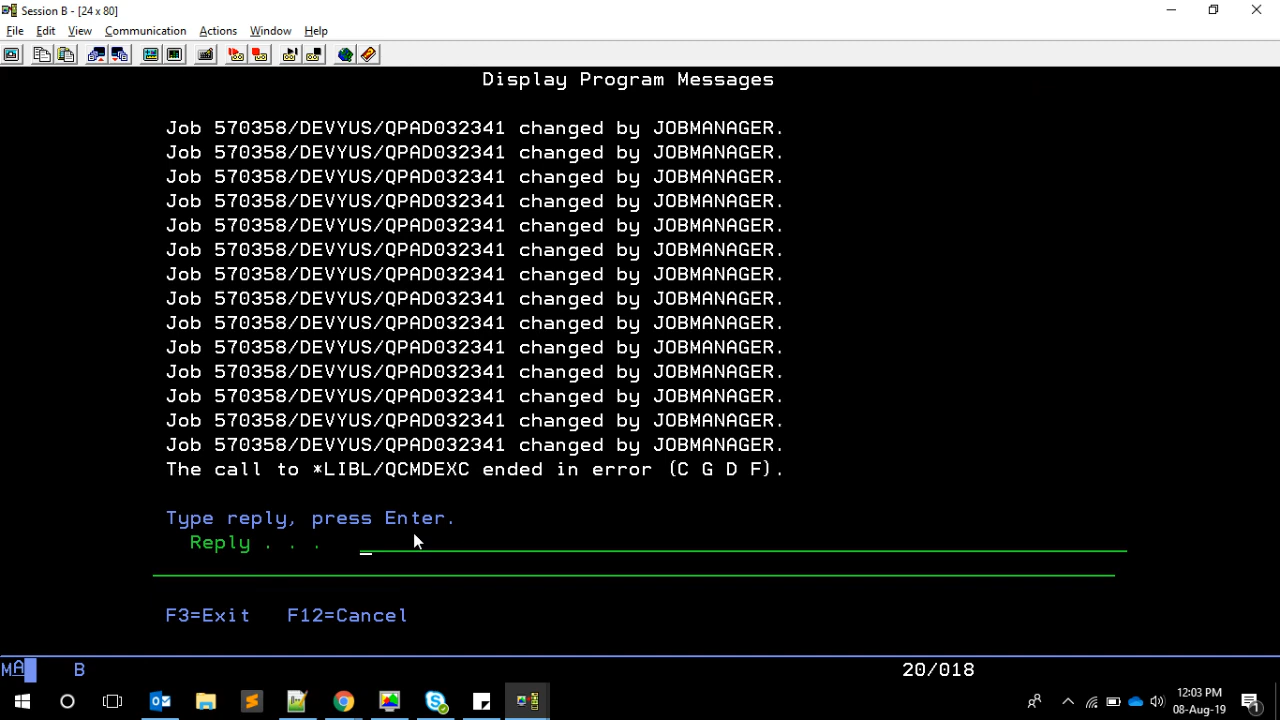 Session B - [24 x 80]
File Edit View Communication Actions Window Help
Display Program Messages
Job 570358/DEVYUS/QPAD032341 changed by JOBMANAGER.
Job 570358/DEVYUS/QPAD032341 changed by JOBMANAGER.
Job 570358/DEVYUS/QPAD032341 changed by JOBMANAGER.
Job 570358/DEVYUS/QPAD032341 changed by JOBMANAGER.
Job 570358/DEVYUS/QPAD032341 changed by JOBMANAGER.
Job 570358/DEVYUS/QPAD032341 changed by JOBMANAGER.
Job 570358/DEVYUS/QPAD032341 changed by JOBMANAGER.
Job 570358/DEVYUS/QPAD032341 changed by JOBMANAGER.
Job 570358/DEVYUS/QPAD032341 changed by JOBMANAGER.
Job 570358/DEVYUS/QPAD032341 changed by JOBMANAGER.
Job 570358/DEVYUS/QPAD032341 changed by JOBMANAGER.
Job 570358/DEVYUS/QPAD032341 changed by JOBMANAGER.
Job 570358/DEVYUS/QPAD032341 changed by JOBMANAGER.
Job 570358/DEVYUS/QPAD032341 changed by JOBMANAGER.
The call to *LIBL/QCMDEXC ended in error (C G D F).
Type reply, press Enter.
Reply . . .
F3=Exit F12=Cancel
MA B 20/018
12:03 PM
08-Aug-19
1